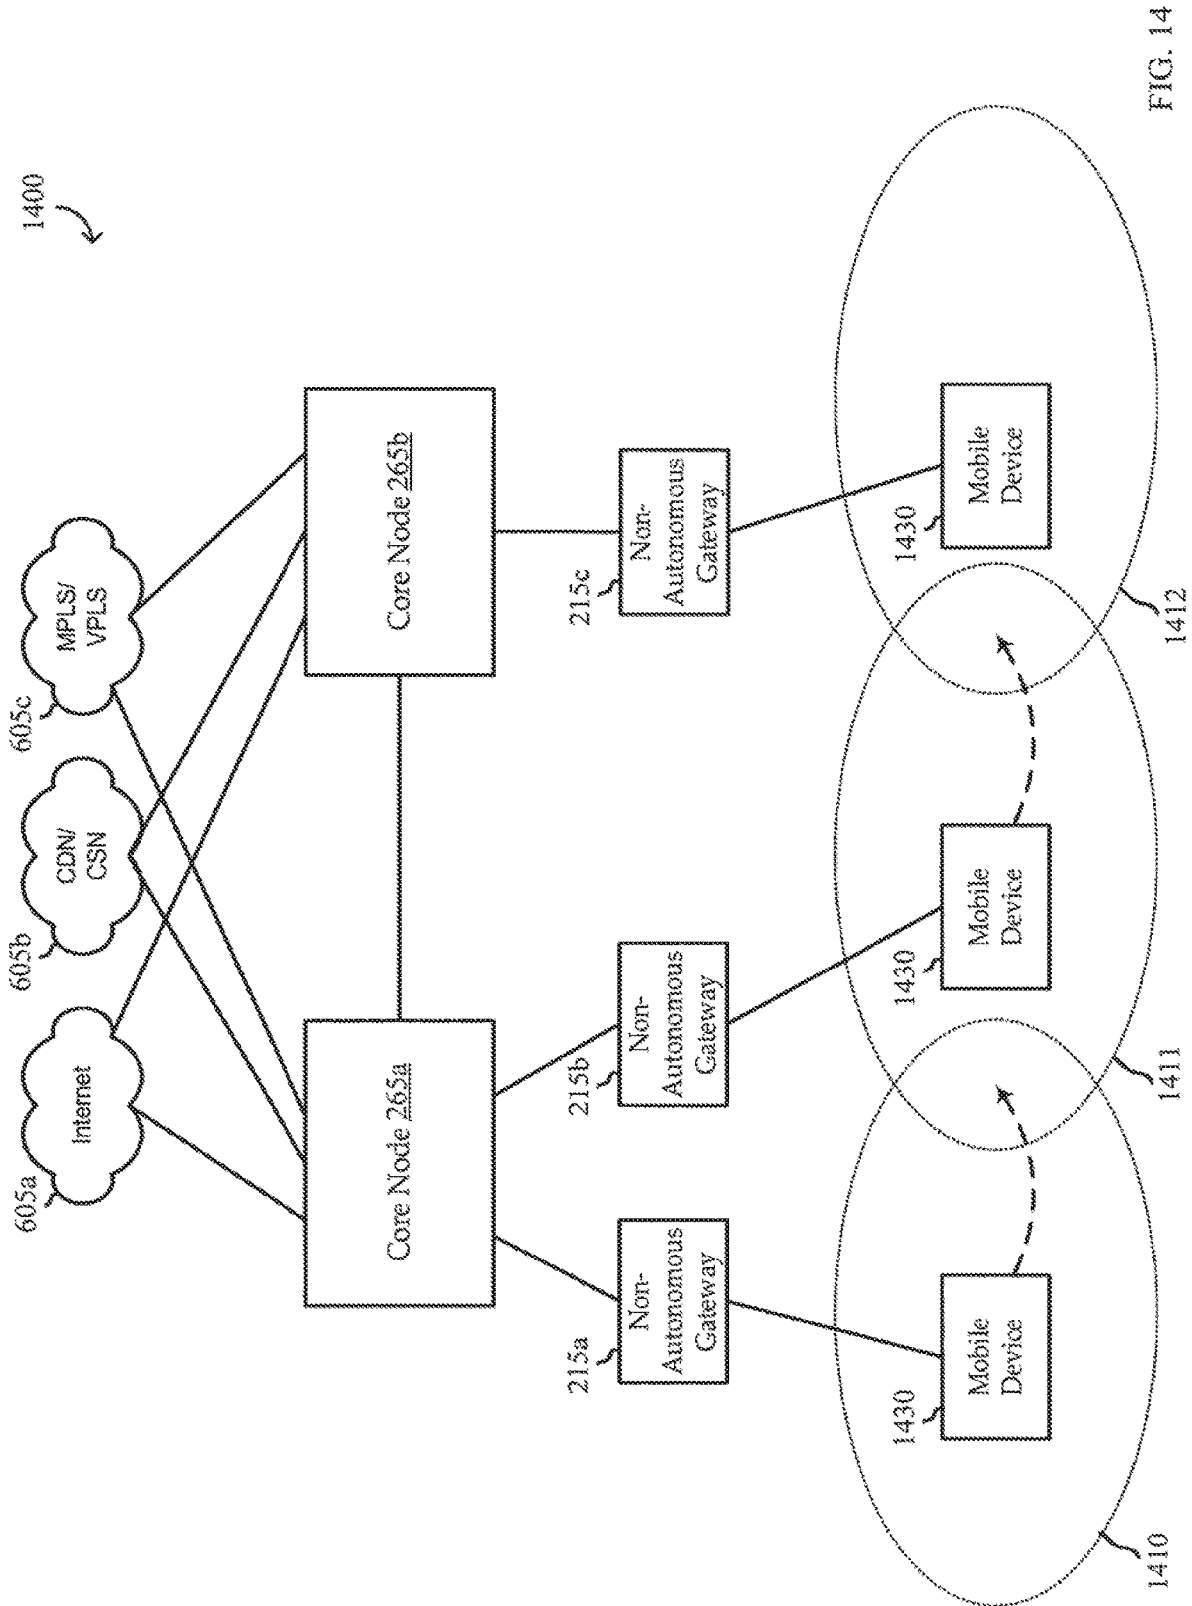 1400
605a
605b
605c
Internet
CDN/
CSN
MPLS/
VPLS
Core Node 265a
Core Node 265b
215a
Non-
Autonomous
Gateway
215b
Non-
Autonomous
Gateway
215c
Non-
Autonomous
Gateway
1430
Mobile
Device
1430
Mobile
Device
1430
Mobile
Device
1410
1411
1412
FIG. 14